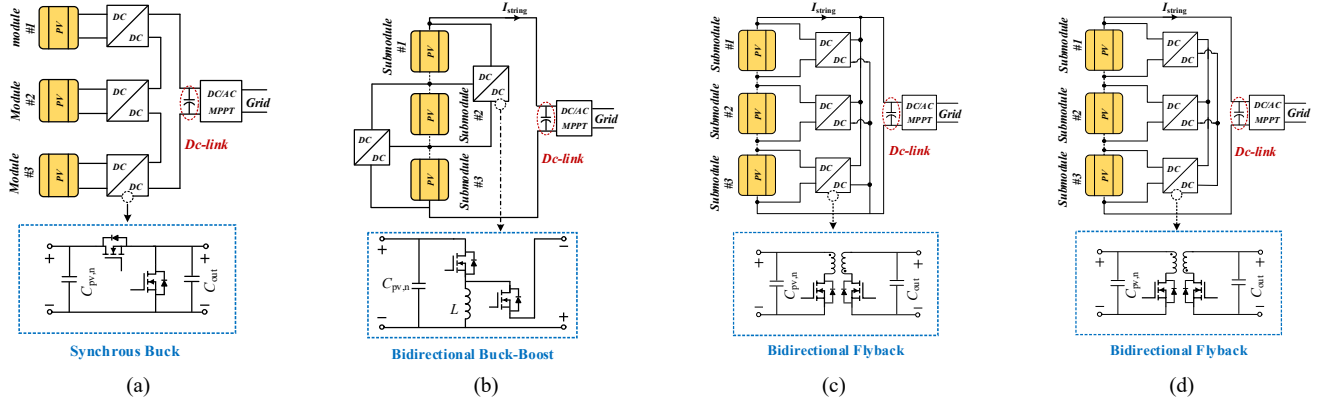 module
#1
PV
DC
DC
Module
#2
PV
DC
DC
DC/AC
MPPT
Grid
Dc-link
Module
#3
PV
DC
DC
+
−
C_pv,n
C_out
+
−
Synchrous Buck
(a)
I_string
Submodule
#1
PV
DC
DC
Submodule
#2
PV
DC/AC
MPPT
Grid
DC
DC
Dc-link
Submodule
#3
PV
+
−
C_pv,n
L
−
+
Bidirectional Buck-Boost
(b)
I_string
Submodule
#1
PV
DC
DC
Submodule
#2
PV
DC
DC
DC/AC
MPPT
Grid
Dc-link
Submodule
#3
PV
DC
DC
+
−
C_pv,n
C_out
+
−
Bidirectional Flyback
(c)
I_string
Submodule
#1
PV
DC
DC
Submodule
#2
PV
DC
DC
DC/AC
MPPT
Grid
Dc-link
Submodule
#3
PV
DC
DC
+
−
C_pv,n
C_out
+
−
Bidirectional Flyback
(d)